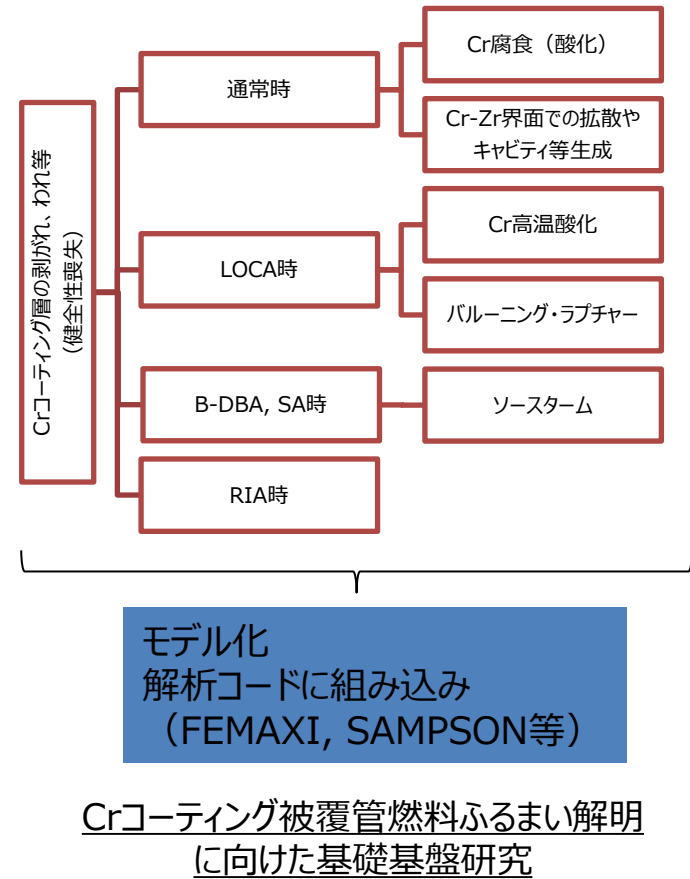 Crコーティング層の剥がれ、われ等
（健全性喪失）
通常時
Cr腐食（酸化）
Cr-Zr界面での拡散や
キャビティ等生成
LOCA時
Cr高温酸化
バルーニング・ラプチャー
B-DBA, SA時
ソースターム
RIA時
モデル化
解析コードに組み込み
（FEMAXI, SAMPSON等）
Crコーティング被覆管燃料ふるまい解明
に向けた基礎基盤研究